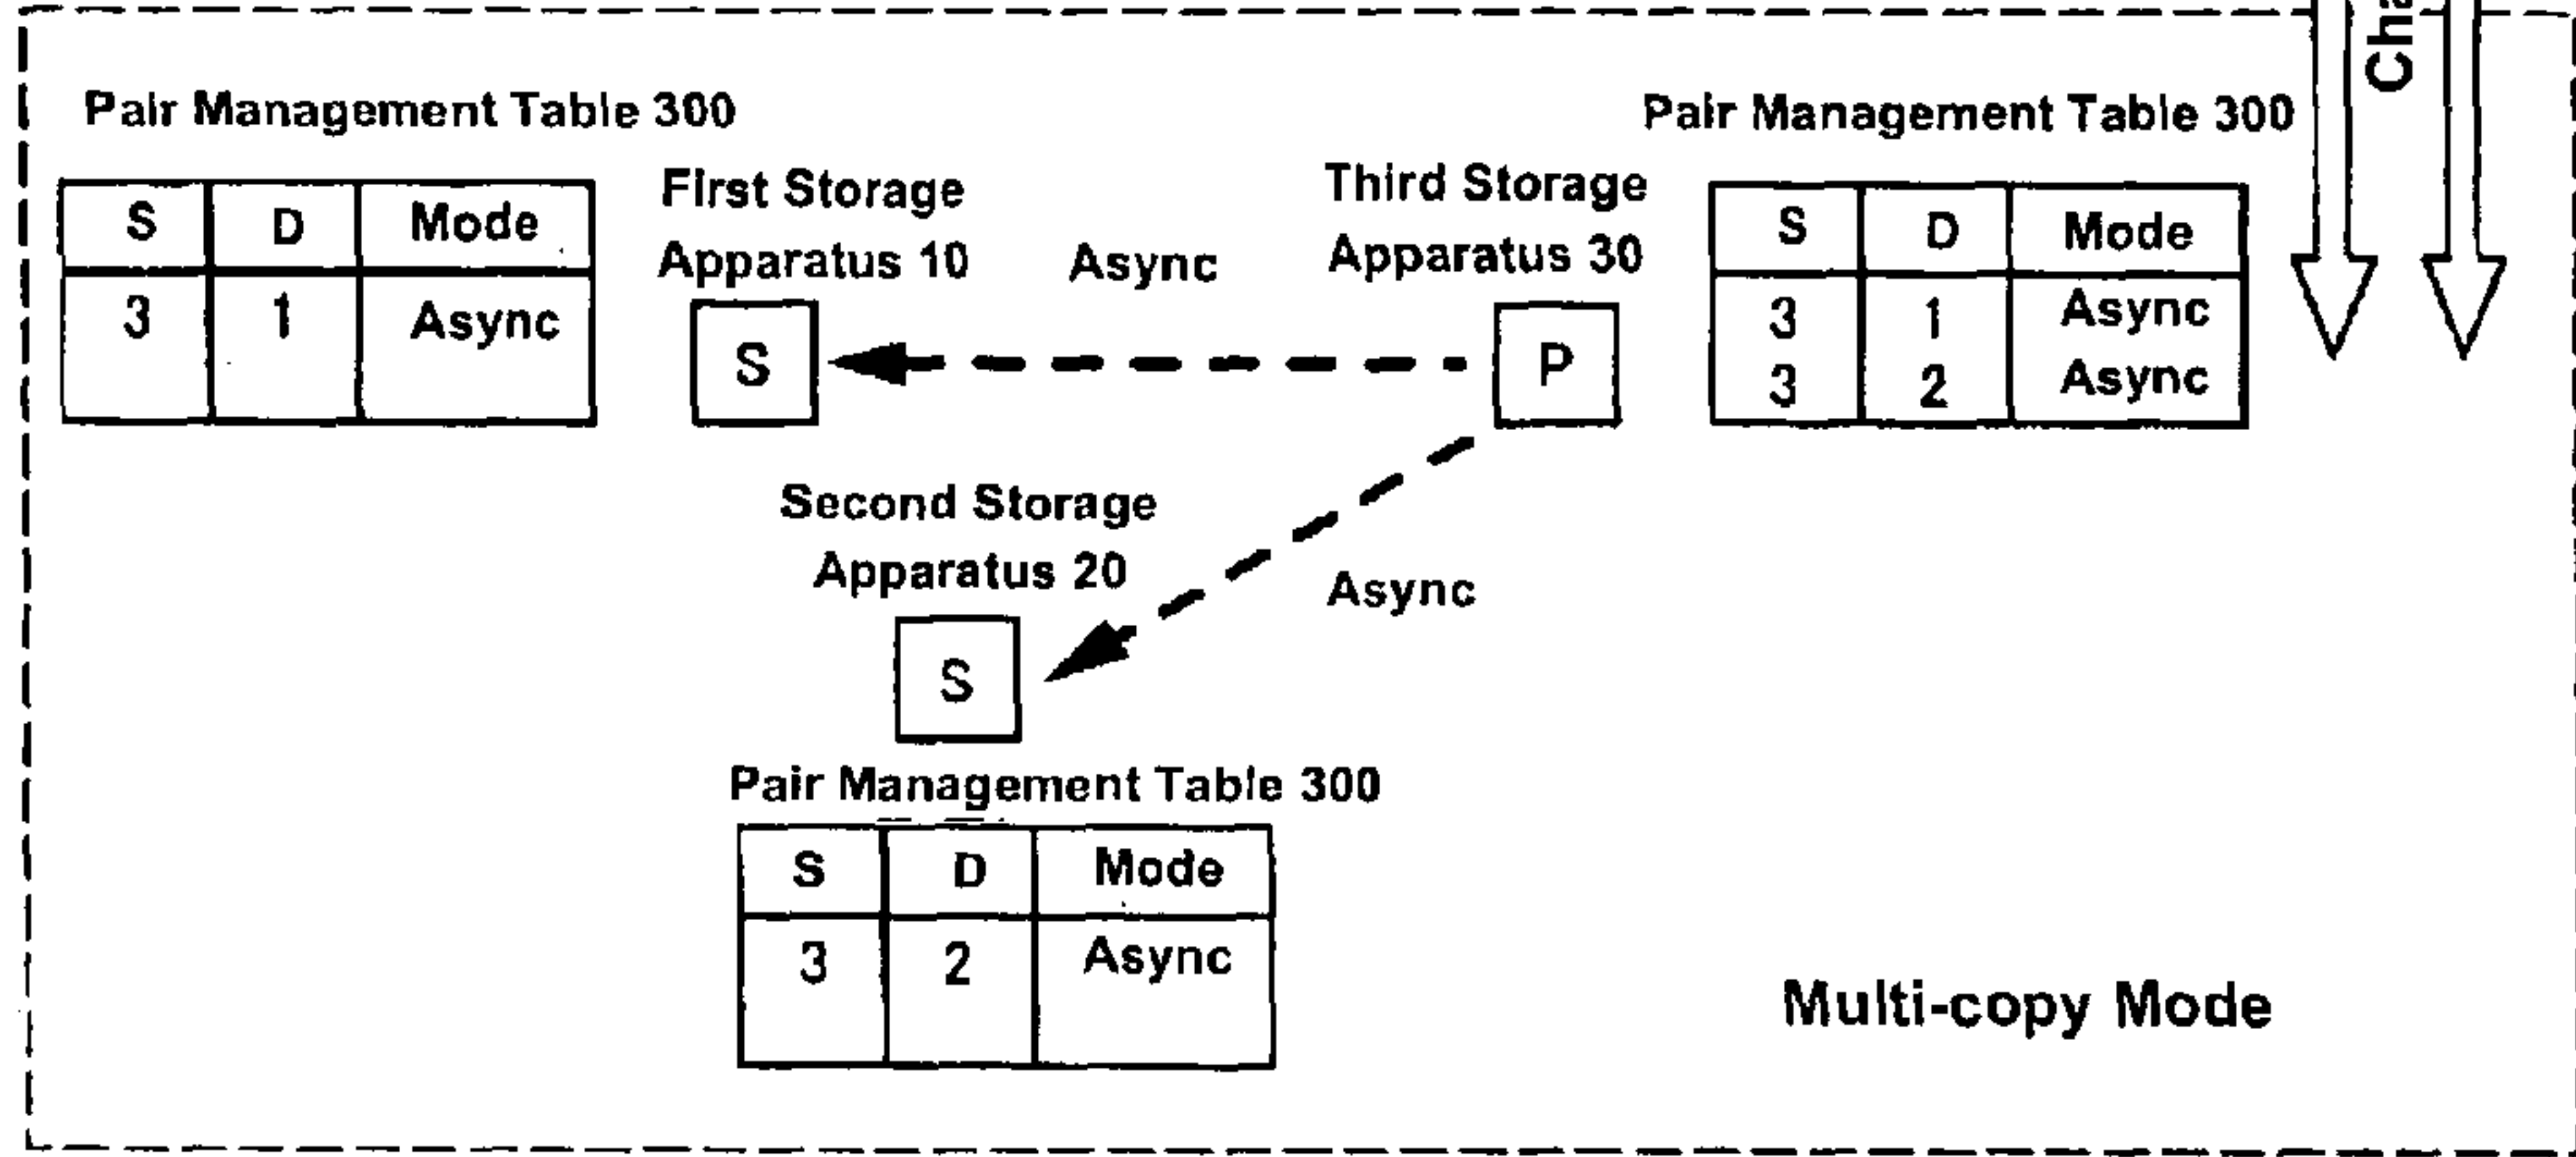 Pair Management Table 300
S D Mode
3 1 Async
First Storage
Apparatus 10
S
Async
Third Storage
Apparatus 30
P
Pair Management Table 300
S D Mode
3 1 Async
3 2 Async
Second Storage
Apparatus 20
S
Async
Pair Management Table 300
S D Mode
3 2 Async
Multi-copy Mode